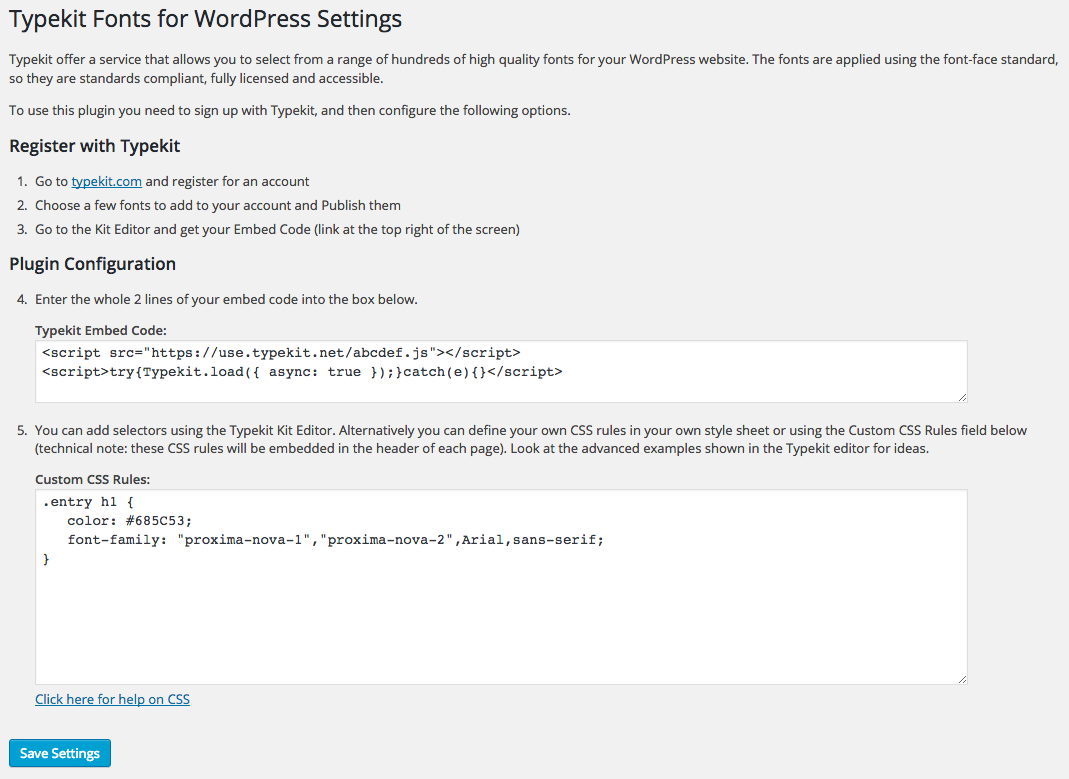 Typekit Fonts for WordPress Settings
Typekit offer a service that allows you to select from a range of hundreds of high quality fonts for your WordPress website. The fonts are applied using the font-face standard,
so they are standards compliant, fully licensed and accessible.
To use this plugin you need to sign up with Typekit, and then configure the following options.
Register with Typekit
1. Go to typekit.com and register for an account
2. Choose a few fonts to add to your account and Publish them
3. Go to the Kit Editor and get your Embed Code (link at the top right of the screen)
Plugin Configuration
4. Enter the whole 2 lines of your embed code into the box below.
Typekit Embed Code:
<script src="https://use.typekit.net/abcdef.js"></script>
<script>try{Typekit.load({ async: true });}catch(e){}</script>
5. You can add selectors using the Typekit Kit Editor. Alternatively you can define your own CSS rules in your own style sheet or using the Custom CSS Rules field below
(technical note: these CSS rules will be embedded in the header of each page). Look at the advanced examples shown in the Typekit editor for ideas.
Custom CSS Rules:
.entry h1 {
   color: #685C53;
   font-family: "proxima-nova-1","proxima-nova-2",Arial,sans-serif;
}
Click here for help on CSS
Save Settings